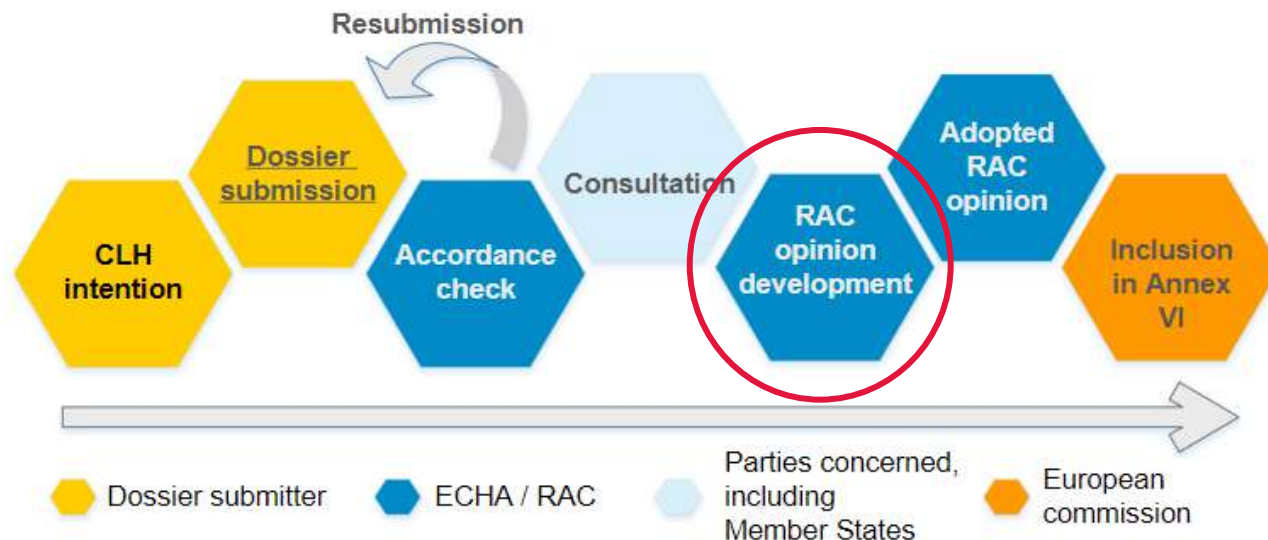 Resubmission
CLH
intention
Dossier
submission
Accordance
check
Consultation
RAC
opinion
development
Adopted
RAC
opinion
Inclusion
in Annex
VI
Dossier submitter
ECHA / RAC
Parties concerned,
including
Member States
European
commission